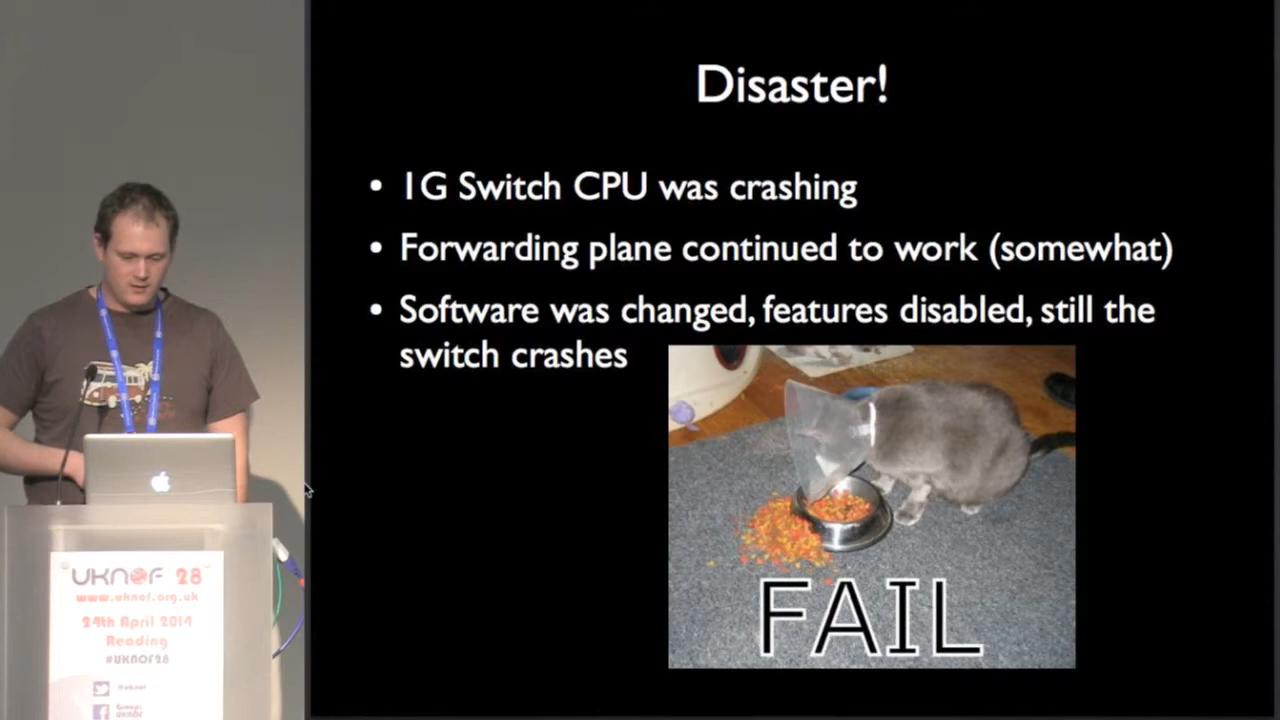 Disaster!
• 1G Switch CPU was crashing
• Forwarding plane continued to work (somewhat)
• Software was changed, features disabled, still the
switch crashes
FAIL
UKNOF 28
www.uknof.org.uk
24th April 2014
Reading
#UKNOF28